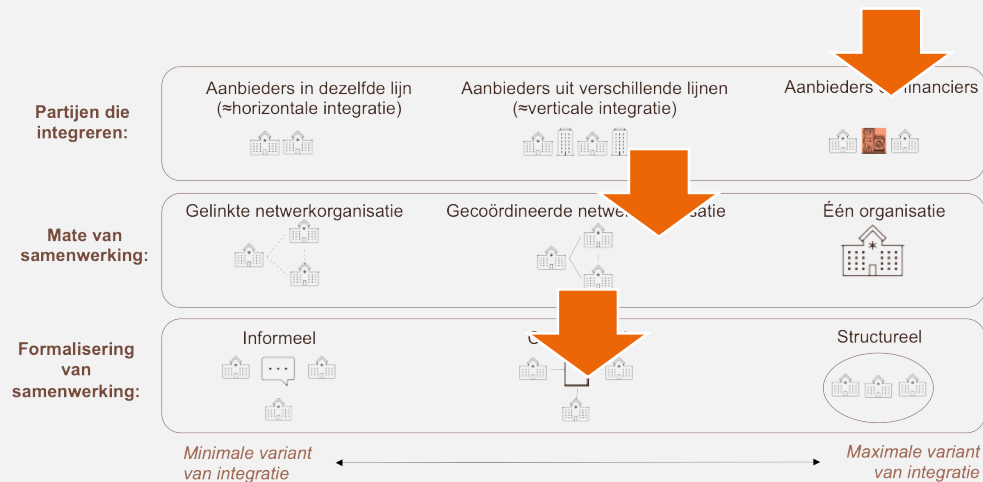 Partijen die
integreren:
Aanbieders in dezelfde lijn
(≈horizontale integratie)
Aanbieders uit verschillende lijnen
(≈verticale integratie)
Aanbieders financiers
Mate van
samenwerking:
Gelinkte netwerkorganisatie
Gecoördineerde
Één organisatie
Formalisering
van
samenwerking:
Informeel
Structureel
Minimale variant
van integratie
Maximale variant
van integratie